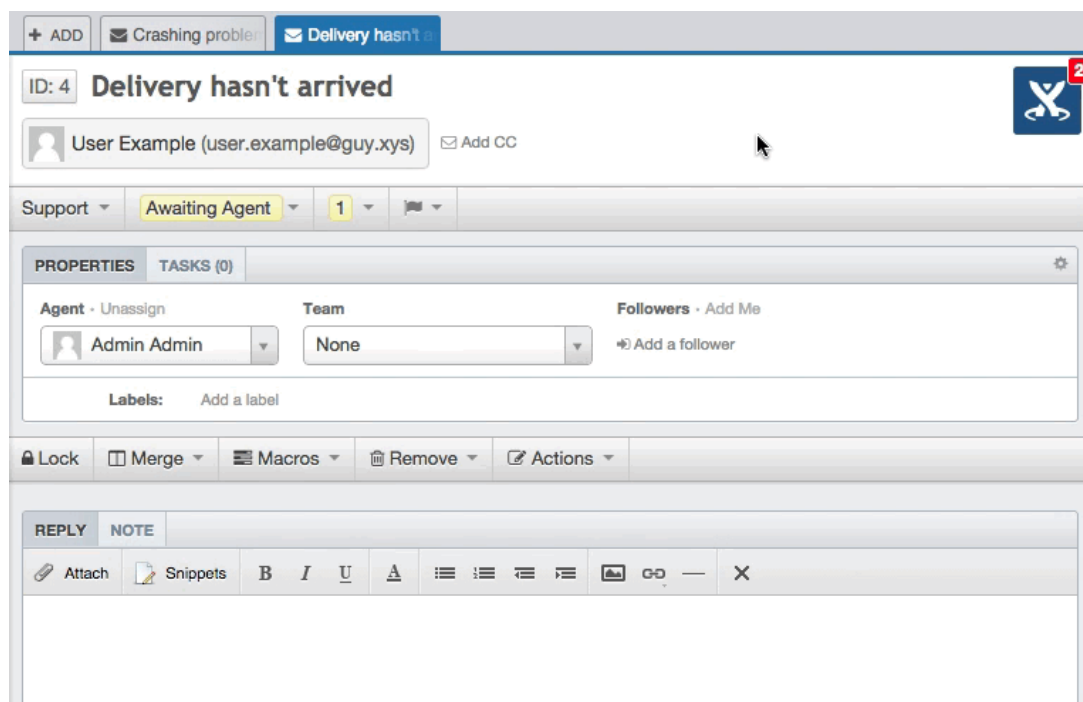 + ADD Crashing problem Delivery hasn't a
ID: 4 Delivery hasn't arrived
2
User Example (user.example@guy.xys) Add CC
Support Awaiting Agent 1
PROPERTIES TASKS (0)
Agent · Unassign Team Followers · Add Me
Admin Admin None Add a follower
Labels: Add a label
Lock Merge Macros Remove Actions
REPLY NOTE
Attach Snippets B I U A